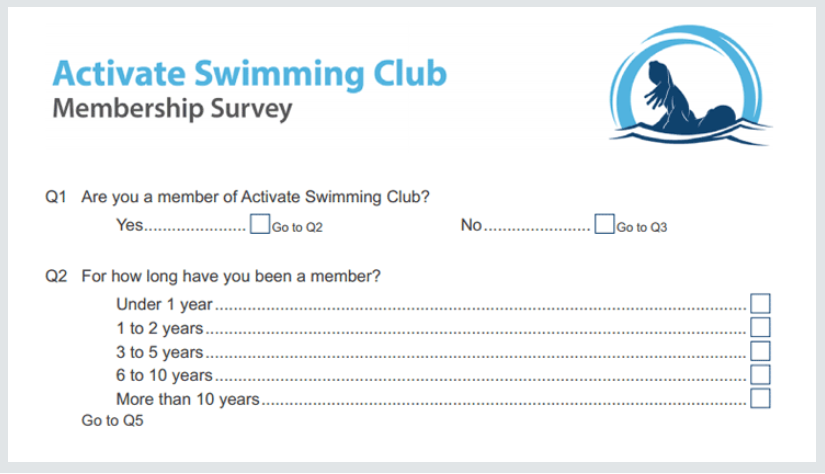 Activate Swimming Club
Membership Survey
Q1 Are you a member of Activate Swimming Club?
Yes...................... Go to Q2 No....................... Go to Q3
Q2 For how long have you been a member?
Under 1 year....................................................................................................................
1 to 2 years......................................................................................................................
3 to 5 years......................................................................................................................
6 to 10 years....................................................................................................................
More than 10 years.........................................................................................................
Go to Q5